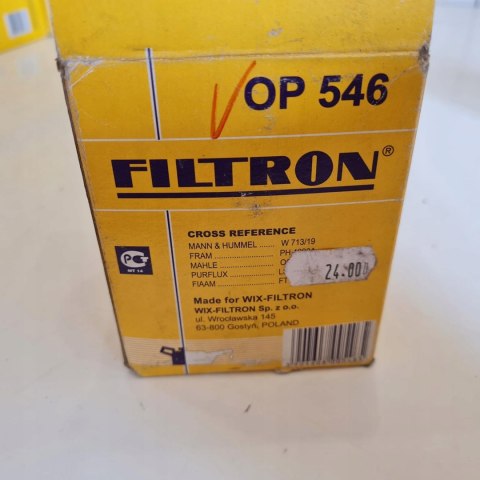 OP 546
FILTRON®
CROSS REFERENCE
MANN & HUMMEL ....... W 713/19
FRAM
MAHLE
PURFLUX
FIAAM
24.00
Made for WIX-FILTRON
WIX-FILTRON Sp. z o.o.
ul. Wrocławska 145
63-800 Gostyń, POLAND